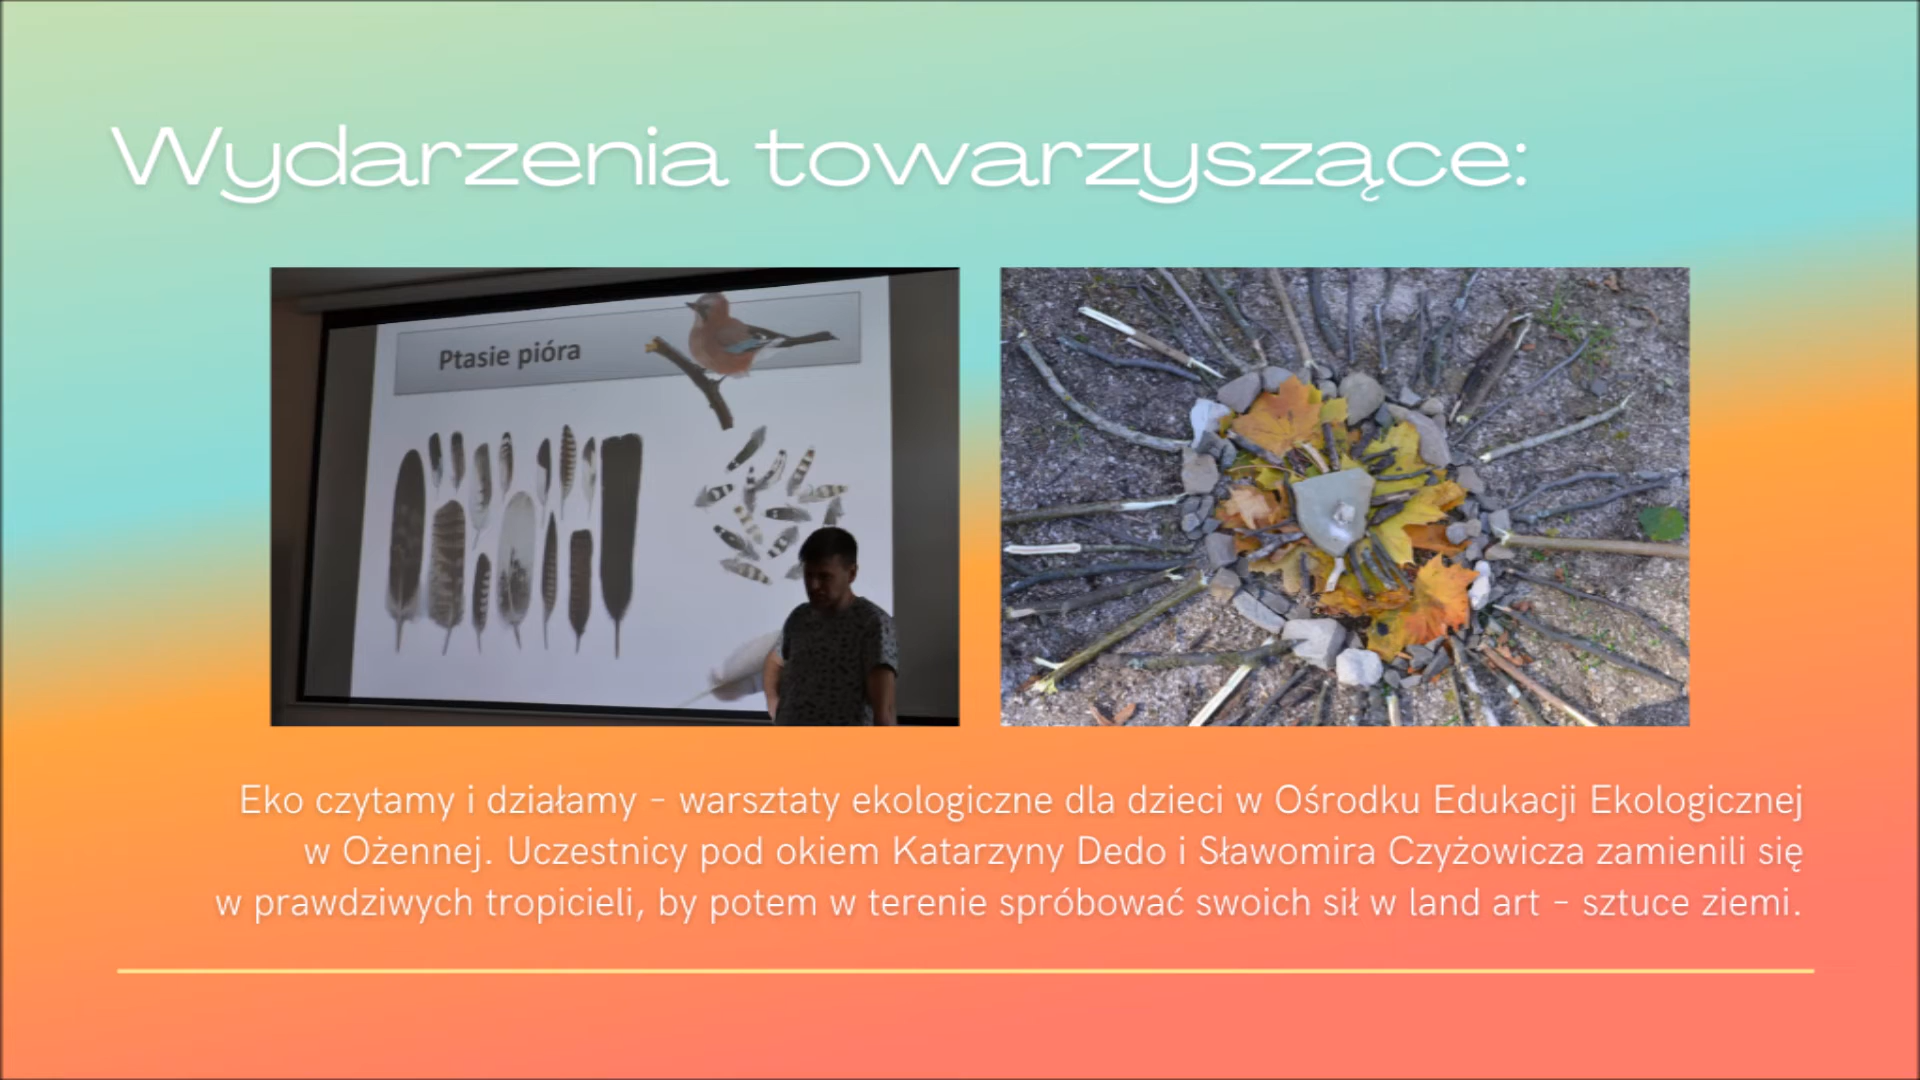 Wydarzenia towarzyszące:
Ptasie pióra
Eko czytamy i działamy – warsztaty ekologiczne dla dzieci w Ośrodku Edukacji Ekologicznej
w Ożennej. Uczestnicy pod okiem Katarzyny Dedo i Sławomira Czyżowicza zamienili się
w prawdziwych tropicieli, by potem w terenie spróbować swoich sił w land art – sztuce ziemi.